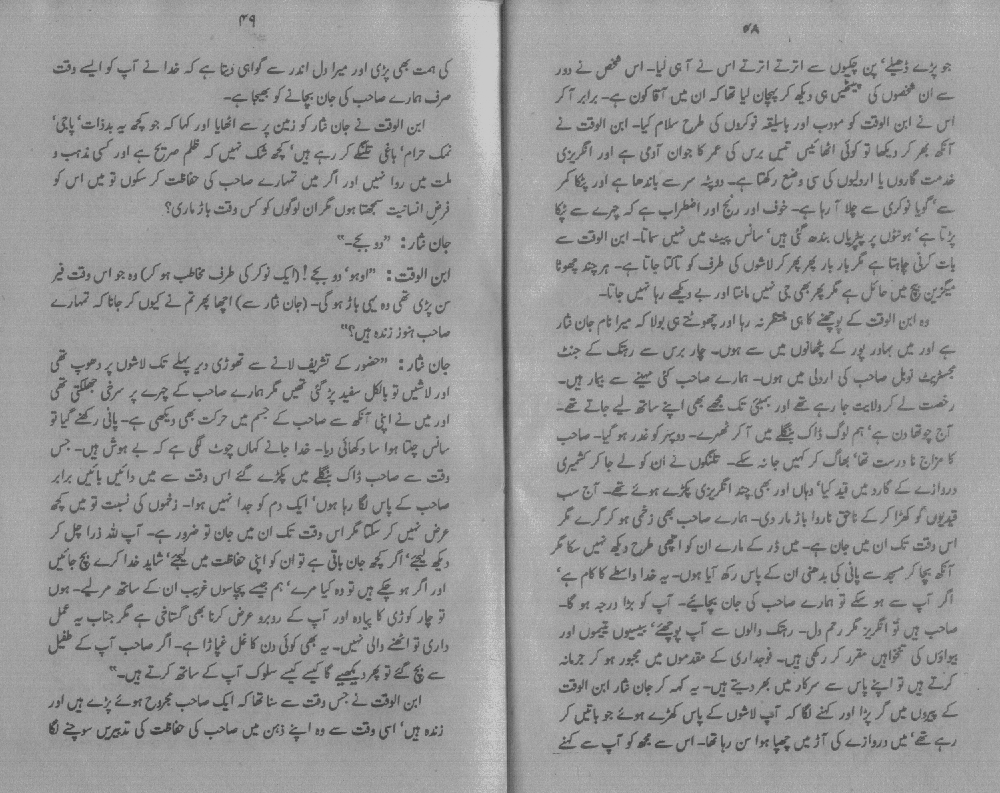 ۴۸
جو پڑے ڈھیلے، پن چکیوں سے اترتے اترتے اس نے آ ہی لیا۔ اس شخص نے دور
سے ان شخصوں کی پیٹھیں ہی دیکھ کر پہچان لیا تھا کہ ان میں آقا کون ہے۔ برابر آ کر
اس نے ابن الوقت کو مودب اور باسلیقہ نوکروں کی طرح سلام کیا۔ ابن الوقت نے
آنکھ بھر کر دیکھا تو کوئی اٹھائیس تیس برس کی عمر کا جوان آدمی ہے اور انگریزی
خدمت گاروں یا اردلیوں کی سی وضع رکھتا ہے۔ دوپٹہ سر سے باندھا ہے اور پٹکا کمر
سے، گویا نوکری سے چلا آ رہا ہے۔ خوف اور رنج اور اضطراب ہے کہ چہرے سے ٹپکا
پڑتا ہے، ہونٹوں پر پپڑیاں بندھ گئی ہیں، سانس پیٹ میں نہیں سماتا۔ ابن الوقت سے
بات کرنی چاہتا ہے مگر بار بار پھر پھر کر لاشوں کی طرف کو تاکتا جاتا ہے۔ ہر چند چھوٹا
میگزین بیچ میں حائل ہے مگر پھر بھی جی نہیں مانتا اور بے دیکھے رہا نہیں جاتا۔
وہ ابن الوقت کے پوچھنے کا ہی منتظر نہ رہا اور چھوٹتے ہی بولا کہ میرا نام جان نثار
ہے اور میں بہادر پور کے پٹھانوں میں سے ہوں۔ چار برس سے رہتک کے جنٹ
مجسٹریٹ نوبل صاحب کی اردلی میں ہوں۔ ہمارے صاحب کئی مہینے سے بیمار ہیں۔
رخصت لے کر ولایت جا رہے تھے اور بمبئی تک مجھے بھی اپنے ساتھ لیے جاتے تھے۔
آج چوتھا دن ہے، ہم لوگ ڈاک بنگلے میں آ کر ٹھہرے۔ دوپہر کو غدر ہو گیا۔ صاحب
کا مزاج نا درست تھا، بھاگ کر کہیں جا نہ سکے۔ تلنگوں نے ان کو لے جا کر کشمیری
دروازے کے گارد میں قید کیا، وہاں اور بھی چند انگریزی پکڑے ہوئے تھے۔ آج سب
قیدیوں کو کھڑا کر کے ناحق ناروا باڑ مار دی۔ ہمارے صاحب بھی زخمی ہو کر گرے مگر
اس وقت تک ان میں جان ہے۔ میں ڈر کے مارے ان کو اچھی طرح دیکھ نہیں سکا مگر
آنکھ بچا کر مسجد سے پانی کی بدھنی ان کے پاس رکھ آیا ہوں۔ یہ خدا واسطے کا کام ہے،
اگر آپ سے ہو سکے تو ہمارے صاحب کی جان بچائیے۔ آپ کو بڑا درجہ ہو گا۔
صاحب ہیں تو انگریز مگر رحم دل۔ رہتک والوں سے آپ پوچھئے، بیسیوں یتیموں اور
بیواؤں کی تنخواہیں مقرر کر رکھی ہیں۔ فوجداری کے مقدموں میں مجبور ہو کر جرمانہ
کرتے ہیں تو اپنے پاس سے سرکار میں بھر دیتے ہیں۔ یہ کہہ کر جان نثار ابن الوقت
کے پیروں میں گر پڑا اور کہنے لگا کہ آپ لاشوں کے پاس کھڑے ہوئے جو باتیں کر
رہے تھے، میں دروازے کی آڑ میں چھپا ہوا سن رہا تھا۔ اس سے مجھ کو آپ سے کہنے
۴۹
کی ہمت بھی پڑی اور میرا دل اندر سے گواہی دیتا ہے کہ خدا نے آپ کو ایسے وقت
صرف ہمارے صاحب کی جان بچانے کو بھیجا ہے۔
ابن الوقت نے جان نثار کو زمین پر سے اٹھایا اور کہا کہ جو کچھ یہ بدذات، پاجی،
نمک حرام، باغی تلنگے کر رہے ہیں، کچھ شک نہیں کہ ظلم صریح ہے اور کسی مذہب و
ملت میں روا نہیں اور اگر میں تمہارے صاحب کی حفاظت کر سکوں تو میں اس کو
فرض انسانیت سمجھتا ہوں مگر ان لوگوں کو کس وقت باڑ ماری؟
جان نثار: "دو بجے۔"
ابن الوقت: "اوہو، دو بجے! (ایک نوکر کی طرف مخاطب ہو کر) وہ جو اس وقت فیر
سن پڑی تھی وہ یہی باڑ ہو گی۔ (جان نثار سے) اچھا پھر تم نے کیوں کر جانا کہ تمہارے
صاحب ہنوز زندہ ہیں؟"
جان نثار: "حضور کے تشریف لانے سے تھوڑی دیر پہلے تک لاشوں پر دھوپ تھی
اور لاشیں تو بالکل سفید پڑ گئی تھیں مگر ہمارے صاحب کے چہرے پر سرخی جھلکتی تھی
اور میں نے اپنی آنکھ سے صاحب کے جسم میں حرکت بھی دیکھی ہے۔ پانی رکھنے گیا تو
سانس چلتا ہوا سا دکھائی دیا۔ خدا جانے کہاں چوٹ لگی ہے کہ بے ہوش ہیں۔ جس
وقت سے صاحب ڈاک بنگلے میں پکڑے گئے اس وقت سے میں دائیں بائیں برابر
صاحب کے پاس لگا رہا ہوں، ایک دم کو جدا نہیں ہوا۔ زخموں کی نسبت تو میں کچھ
عرض نہیں کر سکتا مگر اس وقت تک ان میں جان تو ضرور ہے۔ آپ للہ ذرا چل کر
دیکھ لیجئے، اگر کچھ جان باقی ہے تو ان کو اپنی حفاظت میں لیجئے، شاید خدا کرے بچ جائیں
اور اگر ہو چکے ہیں تو وہ کیا مرے، ہم جیسے پچاسوں غریب ان کے ساتھ مر لیے۔ ہوں
تو چار کوڑی کا پیادہ اور آپ کے روبرو عرض کرنا بھی گستاخی ہے مگر جناب یہ عمل
داری تو اٹھنے والی نہیں۔ یہ بھی کوئی دن کا غل غپاڑا ہے۔ اگر صاحب آپ کے طفیل
سے بچ گئے تو پھر دیکھیے گا کیسے کیسے سلوک آپ کے ساتھ کرتے ہیں۔"
ابن الوقت نے جس وقت سے سنا تھا کہ ایک صاحب مجروح ہوئے پڑے ہیں اور
زندہ ہیں، اسی وقت سے وہ اپنے ذہن میں صاحب کی حفاظت کی تدبیریں سوچنے لگا